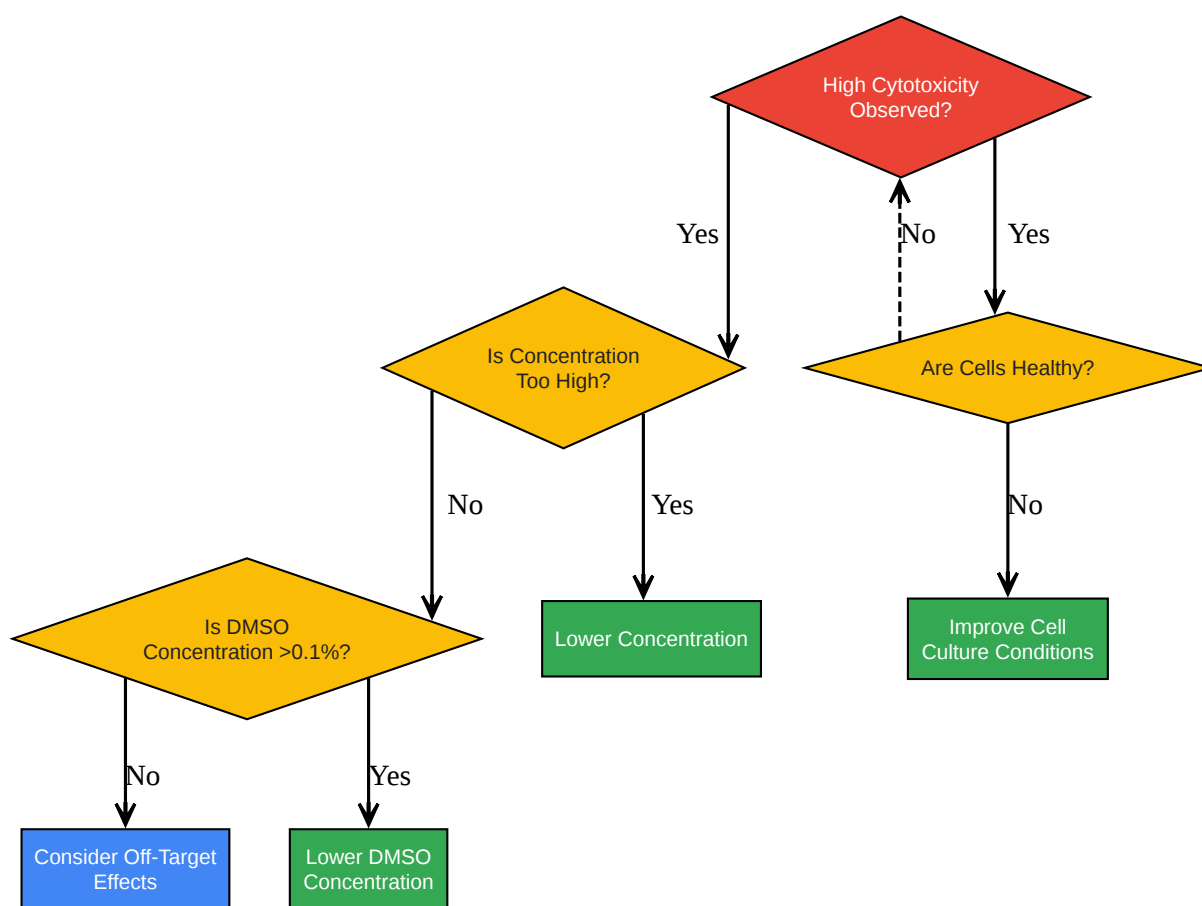 High Cytotoxicity
Observed?
Yes
No
Yes
Is Concentration
Too High?
Are Cells Healthy?
No
Yes
No
Is DMSO
Concentration >0.1%?
Lower Concentration
Improve Cell
Culture Conditions
No
Yes
Consider Off-Target
Effects
Lower DMSO
Concentration